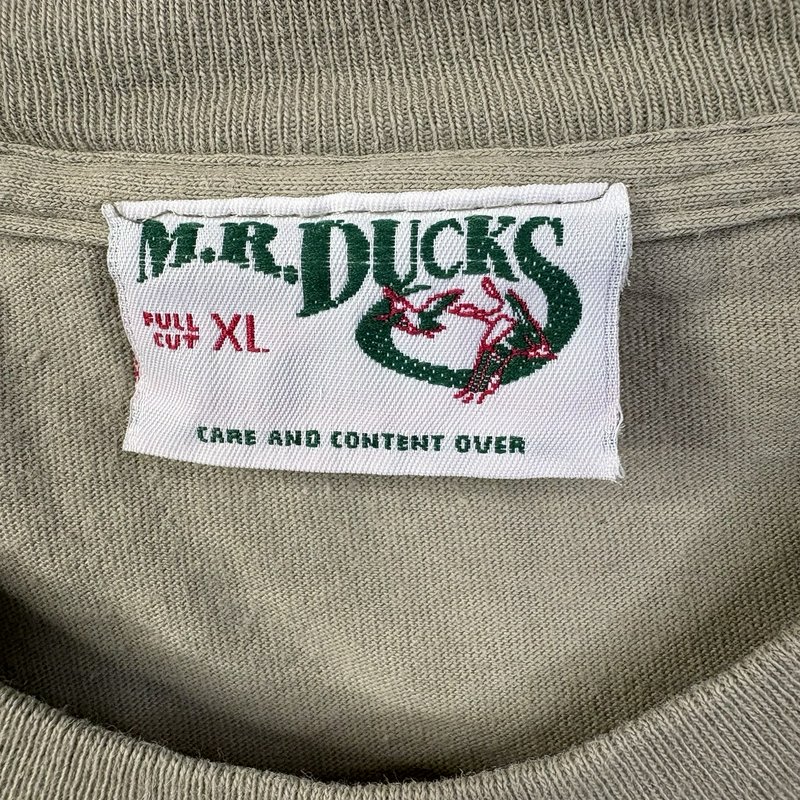 M.R. DUCKS
FULL CUT XL
CARE AND CONTENT OVER